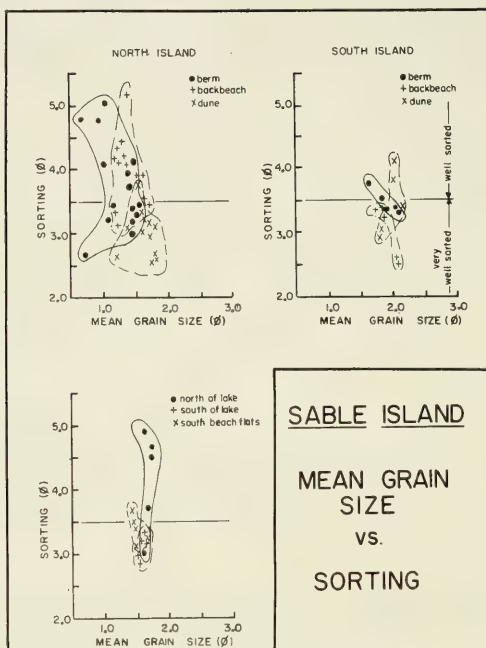 NORTH ISLAND
● berm
+ backbeach
x dune
5.0
4.0
3.0
2.0
SORTING (Ø)
1.0 2.0 3.0
MEAN GRAIN SIZE (Ø)
SOUTH ISLAND
● berm
+ backbeach
x dune
5.0
4.0
3.0
2.0
SORTING (Ø)
well sorted
very
well sorted
1.0 2.0 3.0
MEAN GRAIN SIZE (Ø)
● north of lake
+ south of lake
x south beach flats
5.0
4.0
3.0
2.0
SORTING (Ø)
1.0 2.0 3.0
MEAN GRAIN SIZE (Ø)
SABLE ISLAND
MEAN GRAIN
SIZE
vs.
SORTING